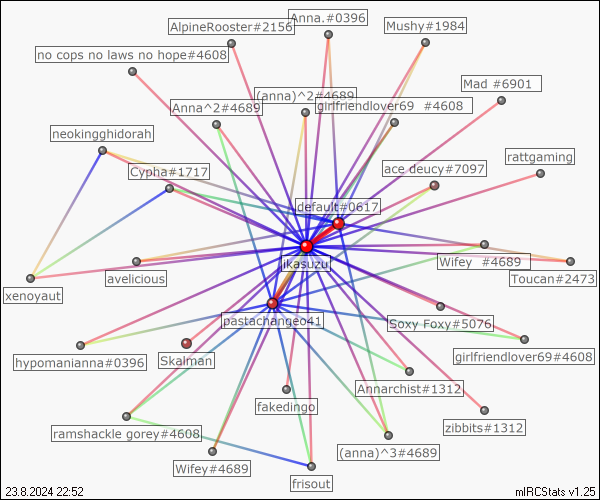 Anna.#0396
AlpineRooster#2156
Mushy#1984
no cops no laws no hope#4608
Mad #6901
(anna)^2#4689
girlfriendlover69 #4608
Anna^2#4689
neokingghidorah
rattgaming
ace deucy#7097
Cypha#1717
default#0617
Wifey #4689
likasuzu
Toucan#2473
avelicious
xenoyaut
pastachangeo41
Soxy Foxy#5076
girlfriendlover69#4608
hypomanianna#0396
Skalman
Annarchist#1312
fakedingo
zibbits#1312
ramshackle gorey#4608
(anna)^3#4689
Wifey#4689
frisout
23.8.2024 22:52
mIRCStats v1.25